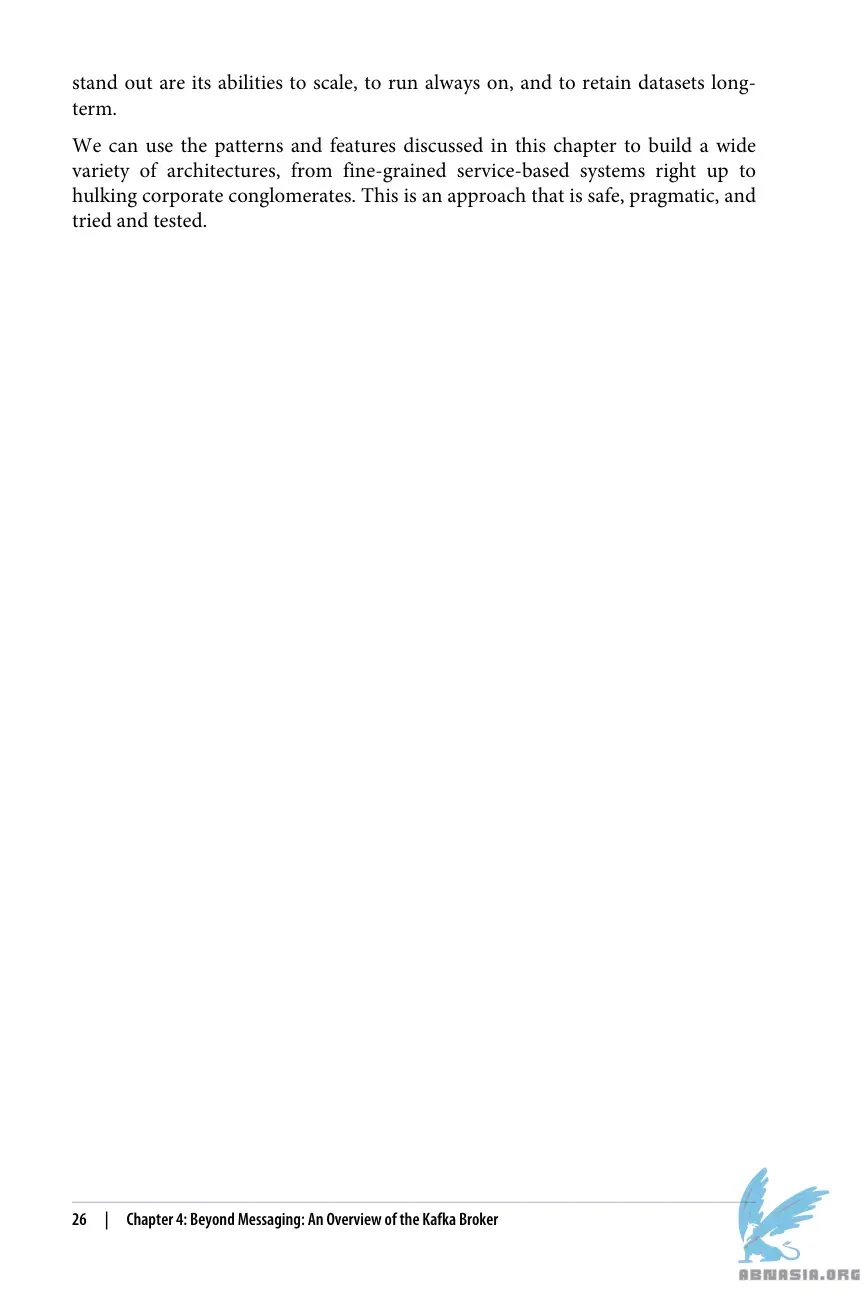 stand out are its abilities to scale, to run always on, and to retain datasets long-
term.
We can use the patterns and features discussed in this chapter to build a wide
variety of architectures, from fine-grained service-based systems right up to
hulking corporate conglomerates. This is an approach that is safe, pragmatic, and
tried and tested.
26 | Chapter 4: Beyond Messaging: An Overview of the Kafka Broker
ABNASIA.ORG